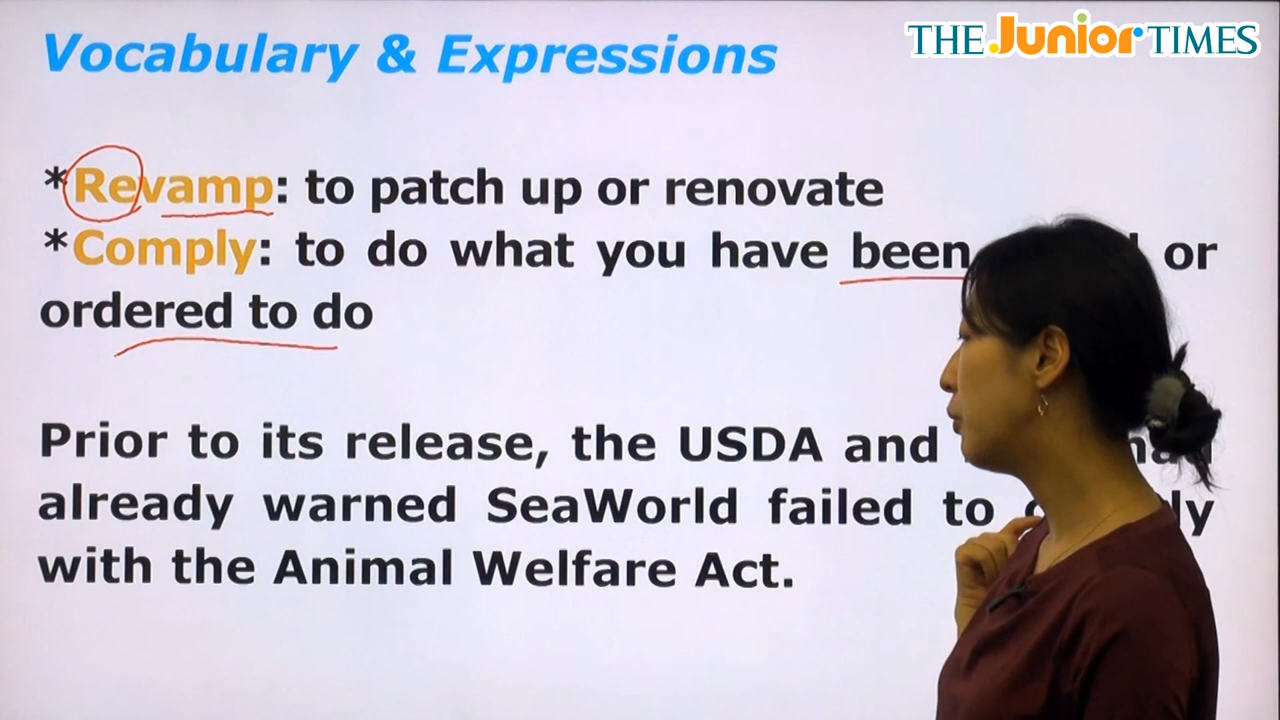 Vocabulary & Expressions
THE Junior TIMES
*Revamp: to patch up or renovate
*Comply: to do what you have been or
ordered to do
Prior to its release, the USDA and
already warned SeaWorld failed to
with the Animal Welfare Act.